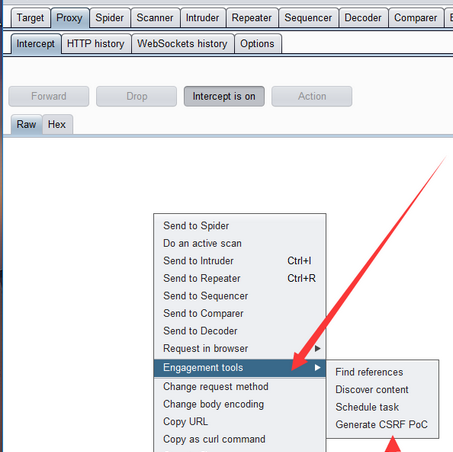 Target Proxy Spider Scanner Intruder Repeater Sequencer Decoder Comparer
Intercept HTTP history WebSockets history Options
Forward Drop Intercept is on Action
Raw Hex
Send to Spider
Do an active scan
Send to Intruder Ctrl+I
Send to Repeater Ctrl+R
Send to Sequencer
Send to Comparer
Send to Decoder
Request in browser
Engagement tools
Find references
Change request method
Discover content
Change body encoding
Schedule task
Copy URL
Generate CSRF PoC
Copy as curl command